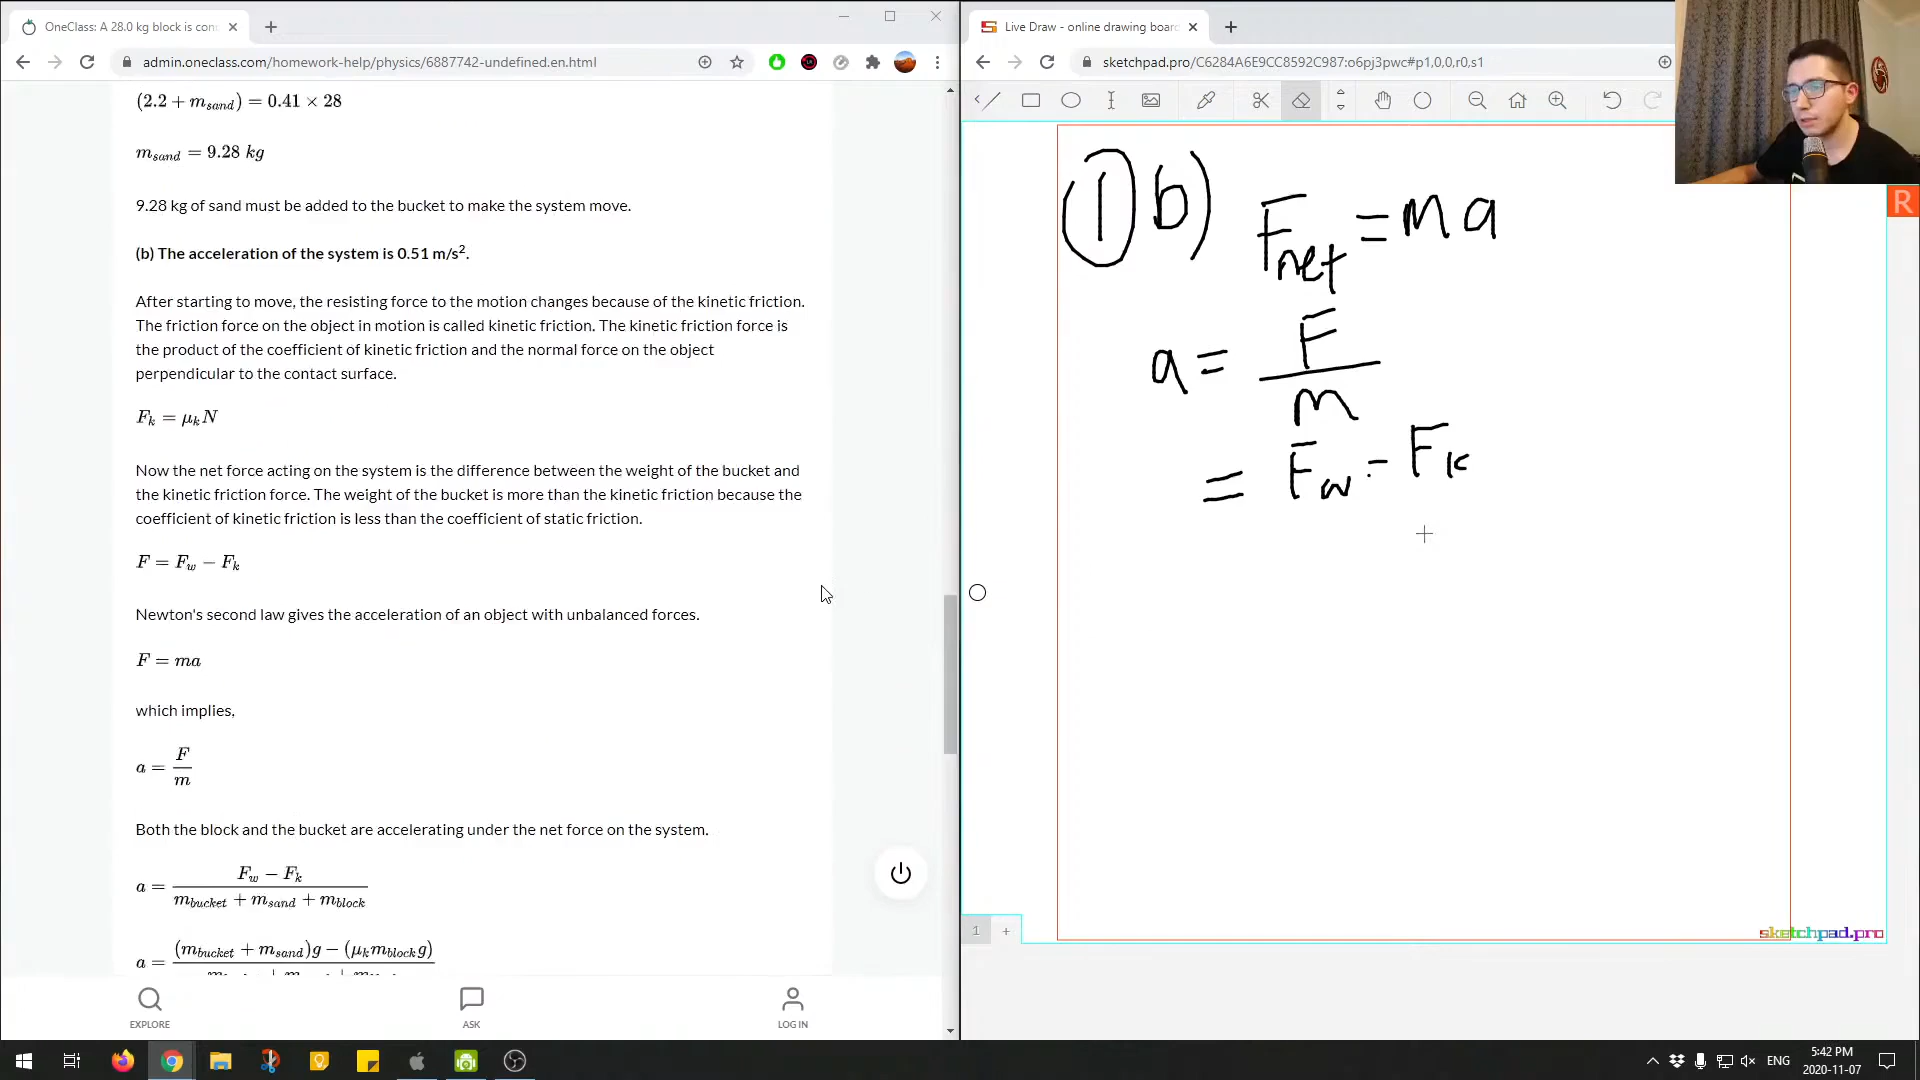 OneClass: A 28.0 kg block is con
admin.oneclass.com/homework-help/physics/6887742-undefined.en.html
(2.2 + m_sand) = 0.41 × 28
m_sand = 9.28 kg
9.28 kg of sand must be added to the bucket to make the system move.
(b) The acceleration of the system is 0.51 m/s².
After starting to move, the resisting force to the motion changes because of the kinetic friction.
The friction force on the object in motion is called kinetic friction. The kinetic friction force is
the product of the coefficient of kinetic friction and the normal force on the object
perpendicular to the contact surface.
F_k = μ_k N
Now the net force acting on the system is the difference between the weight of the bucket and
the kinetic friction force. The weight of the bucket is more than the kinetic friction because the
coefficient of kinetic friction is less than the coefficient of static friction.
F = F_w − F_k
Newton's second law gives the acceleration of an object with unbalanced forces.
F = ma
which implies,
a = F/m
Both the block and the bucket are accelerating under the net force on the system.
a = (F_w − F_k)/(m_bucket + m_sand + m_block)
a = (m_bucket + m_sand)g − (μ_k m_block g)
EXPLORE
ASK
LOG IN
Live Draw - online drawing boar
sketchpad.pro/C6284A6E9CC8592C987:o6pj3pwc#p1,0,0,r0,s1
R
① b) F_net = ma
a = F/m
= F_w - F_k
1 +
sketchpad.pro
ENG
5:42 PM
2020-11-07